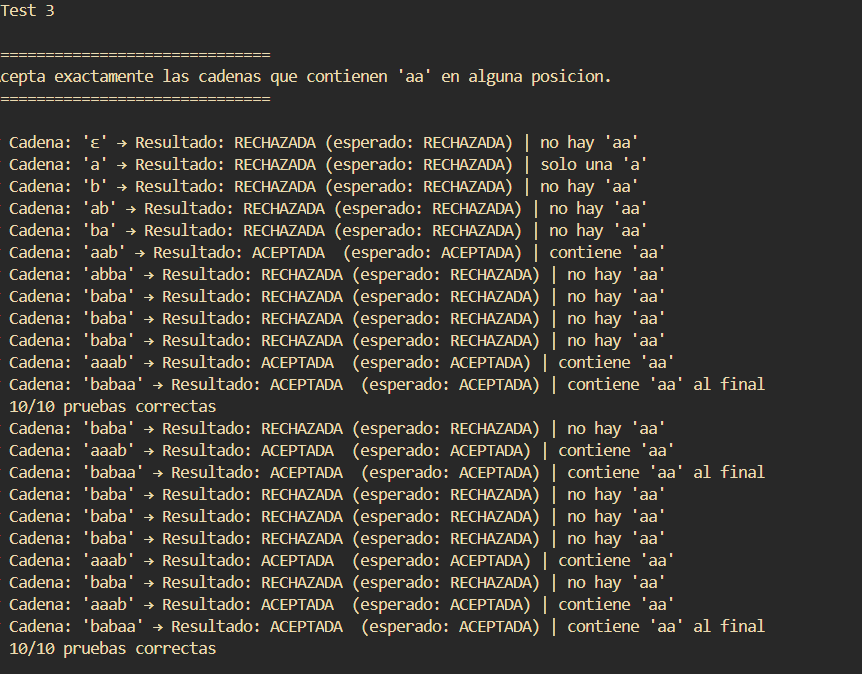 Test 3
==============================
cepta exactamente las cadenas que contienen 'aa' en alguna posicion.
==============================
Cadena: 'ε' → Resultado: RECHAZADA (esperado: RECHAZADA) | no hay 'aa'
Cadena: 'a' → Resultado: RECHAZADA (esperado: RECHAZADA) | solo una 'a'
Cadena: 'b' → Resultado: RECHAZADA (esperado: RECHAZADA) | no hay 'aa'
Cadena: 'ab' → Resultado: RECHAZADA (esperado: RECHAZADA) | no hay 'aa'
Cadena: 'ba' → Resultado: RECHAZADA (esperado: RECHAZADA) | no hay 'aa'
Cadena: 'aab' → Resultado: ACEPTADA  (esperado: ACEPTADA) | contiene 'aa'
Cadena: 'abba' → Resultado: RECHAZADA (esperado: RECHAZADA) | no hay 'aa'
Cadena: 'baba' → Resultado: RECHAZADA (esperado: RECHAZADA) | no hay 'aa'
Cadena: 'baba' → Resultado: RECHAZADA (esperado: RECHAZADA) | no hay 'aa'
Cadena: 'baba' → Resultado: RECHAZADA (esperado: RECHAZADA) | no hay 'aa'
Cadena: 'aaab' → Resultado: ACEPTADA  (esperado: ACEPTADA) | contiene 'aa'
Cadena: 'babaa' → Resultado: ACEPTADA  (esperado: ACEPTADA) | contiene 'aa' al final
10/10 pruebas correctas
Cadena: 'baba' → Resultado: RECHAZADA (esperado: RECHAZADA) | no hay 'aa'
Cadena: 'aaab' → Resultado: ACEPTADA  (esperado: ACEPTADA) | contiene 'aa'
Cadena: 'babaa' → Resultado: ACEPTADA  (esperado: ACEPTADA) | contiene 'aa' al final
Cadena: 'baba' → Resultado: RECHAZADA (esperado: RECHAZADA) | no hay 'aa'
Cadena: 'baba' → Resultado: RECHAZADA (esperado: RECHAZADA) | no hay 'aa'
Cadena: 'baba' → Resultado: RECHAZADA (esperado: RECHAZADA) | no hay 'aa'
Cadena: 'aaab' → Resultado: ACEPTADA  (esperado: ACEPTADA) | contiene 'aa'
Cadena: 'baba' → Resultado: RECHAZADA (esperado: RECHAZADA) | no hay 'aa'
Cadena: 'aaab' → Resultado: ACEPTADA  (esperado: ACEPTADA) | contiene 'aa'
Cadena: 'babaa' → Resultado: ACEPTADA  (esperado: ACEPTADA) | contiene 'aa' al final
10/10 pruebas correctas